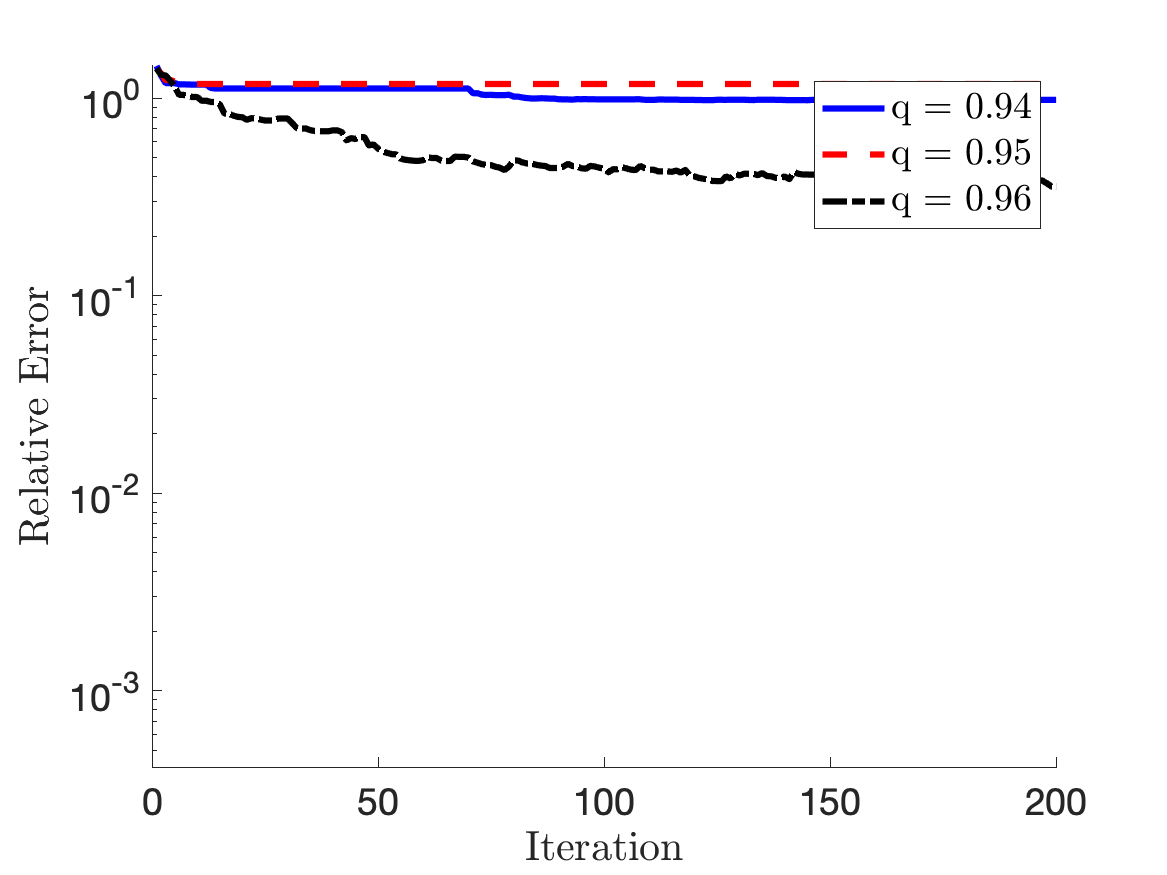 10^0
10^-1
10^-2
10^-3
Relative Error
q = 0.94
q = 0.95
q = 0.96
0
50
100
150
200
Iteration